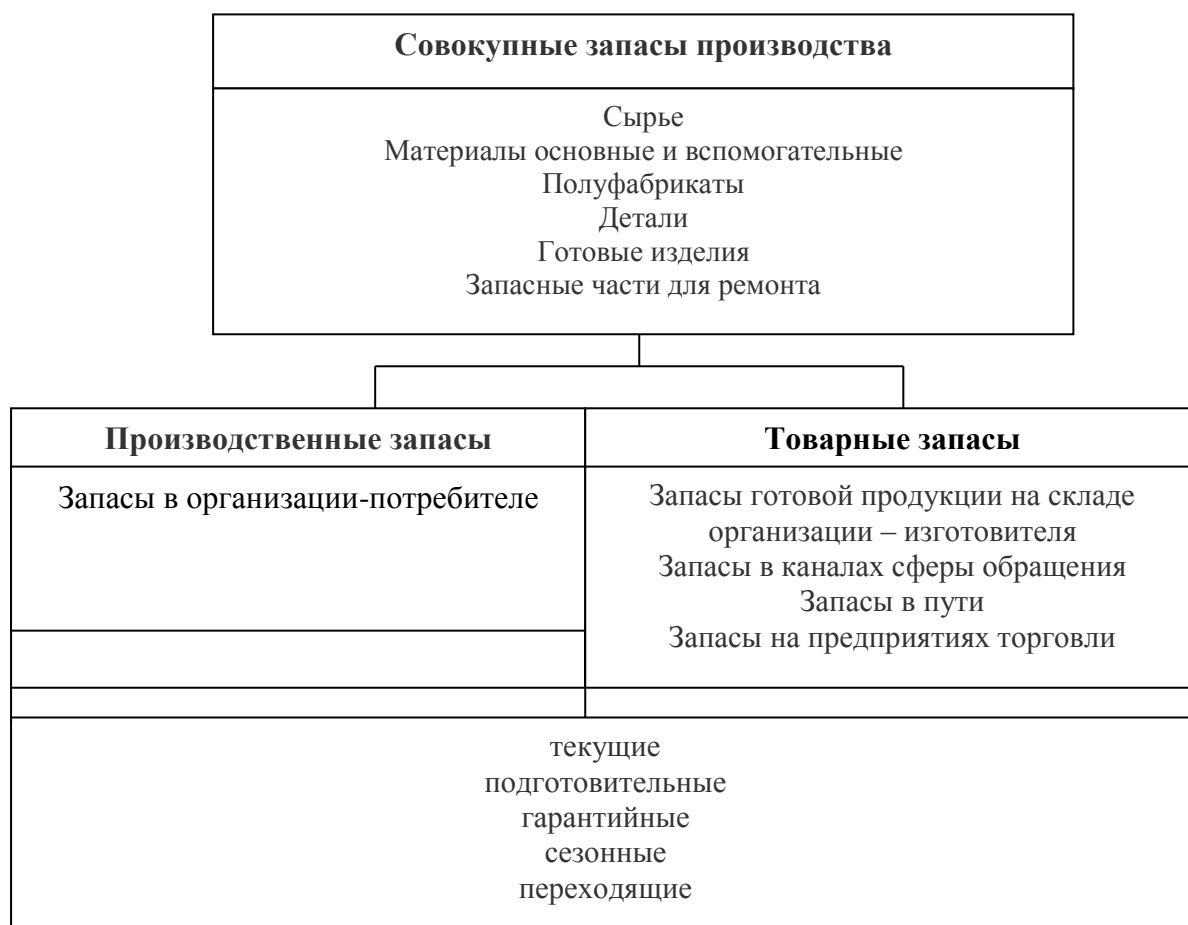 Совокупные запасы производства
Сырье
Материалы основные и вспомогательные
Полуфабрикаты
Детали
Готовые изделия
Запасные части для ремонта
Производственные запасы
Товарные запасы
Запасы в организации-потребителе
Запасы готовой продукции на складе
организации – изготовителя
Запасы в каналах сферы обращения
Запасы в пути
Запасы на предприятиях торговли
текущие
подготовительные
гарантийные
сезонные
переходящие